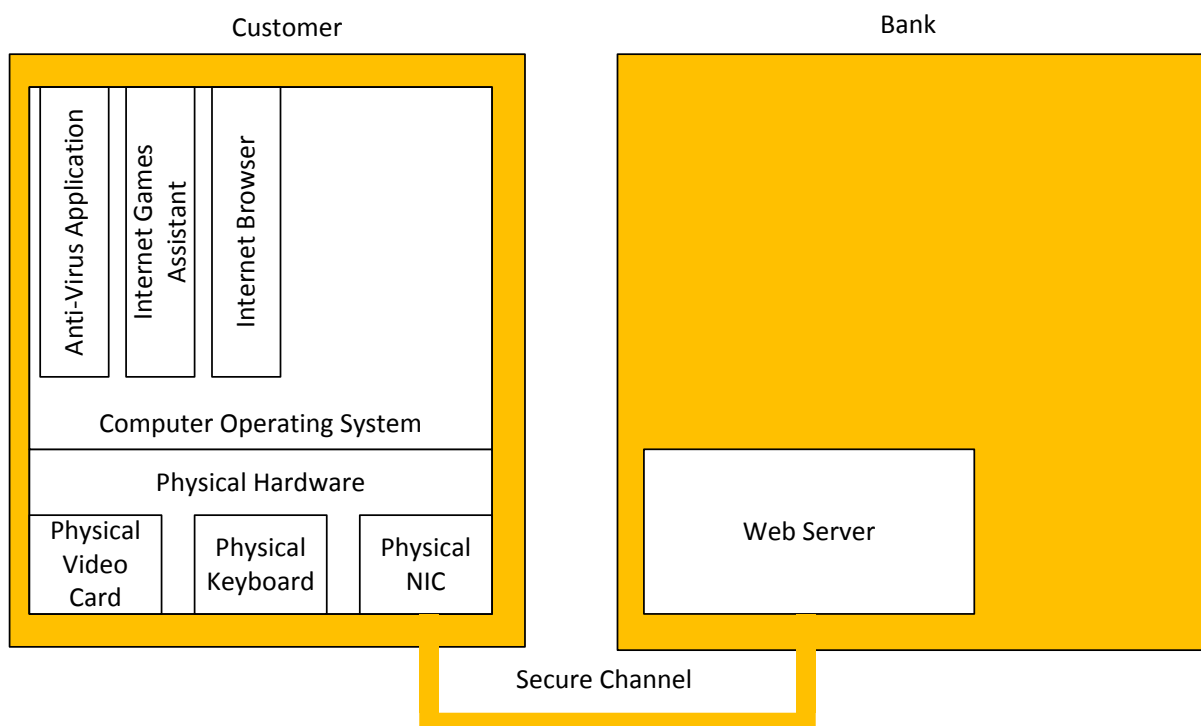 Customer
Bank
Anti-Virus Application
Internet Games
Assistant
Internet Browser
Computer Operating System
Physical Hardware
Physical
Video
Card
Physical
Keyboard
Physical
NIC
Web Server
Secure Channel